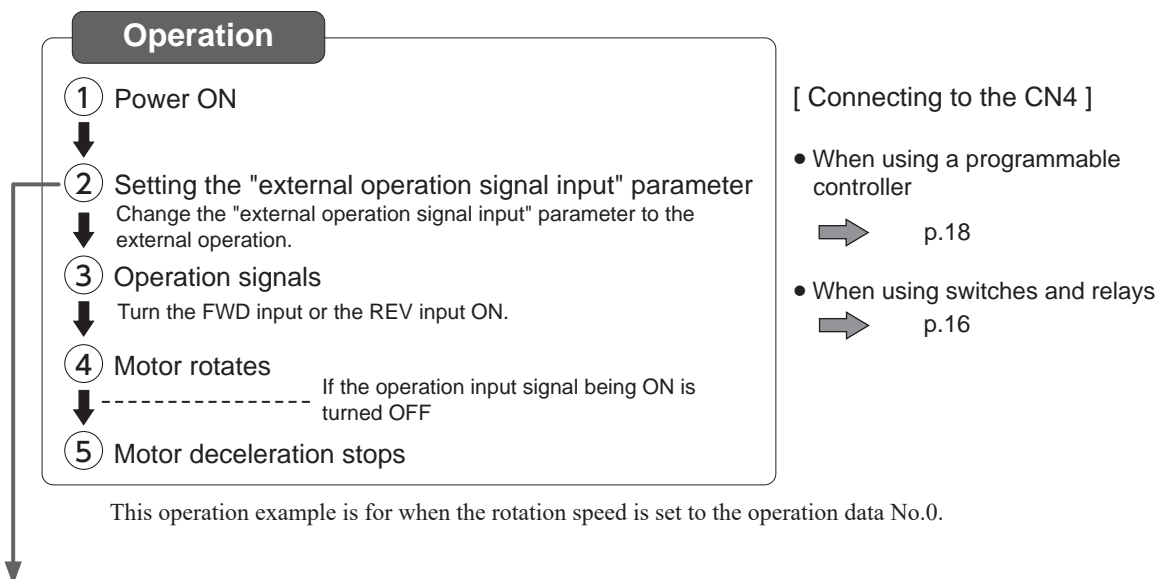 Operation
1 Power ON
2 Setting the "external operation signal input" parameter
Change the "external operation signal input" parameter to the
external operation.
3 Operation signals
Turn the FWD input or the REV input ON.
4 Motor rotates
If the operation input signal being ON is
turned OFF
5 Motor deceleration stops
[ Connecting to the CN4 ]
• When using a programmable
controller
p.18
• When using switches and relays
p.16
This operation example is for when the rotation speed is set to the operation data No.0.